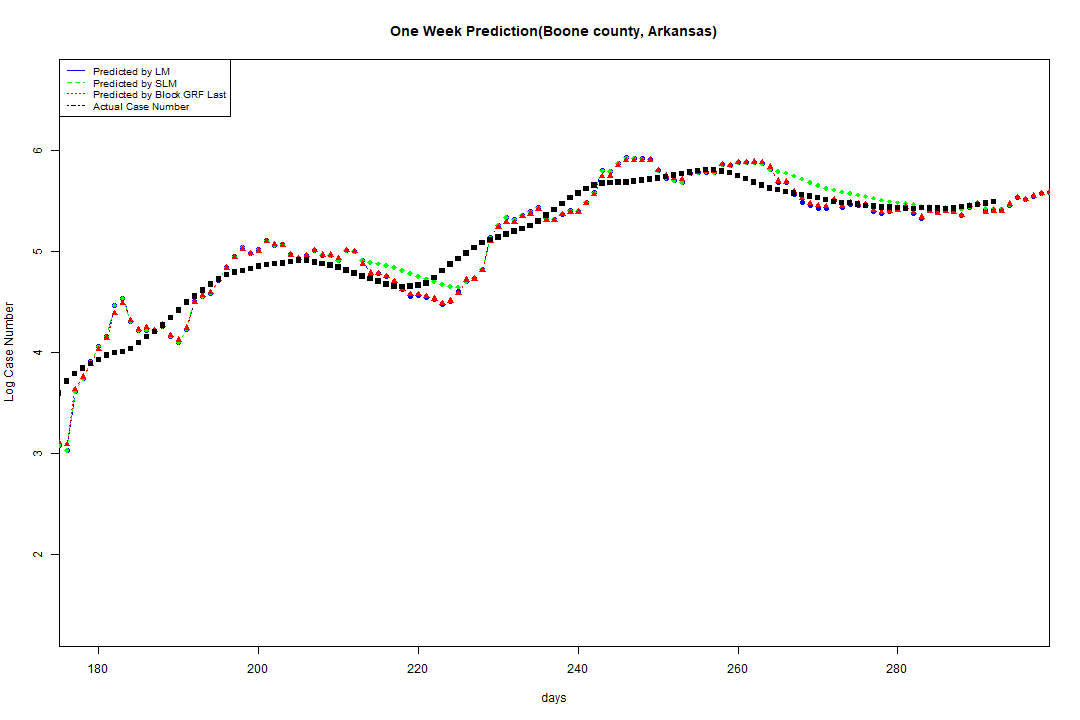 One Week Prediction(Boone county, Arkansas)
Predicted by LM
Predicted by SLM
Predicted by Block GRF Last
Actual Case Number
6
5
4
3
2
Log Case Number
180 200 220 240 260 280
days